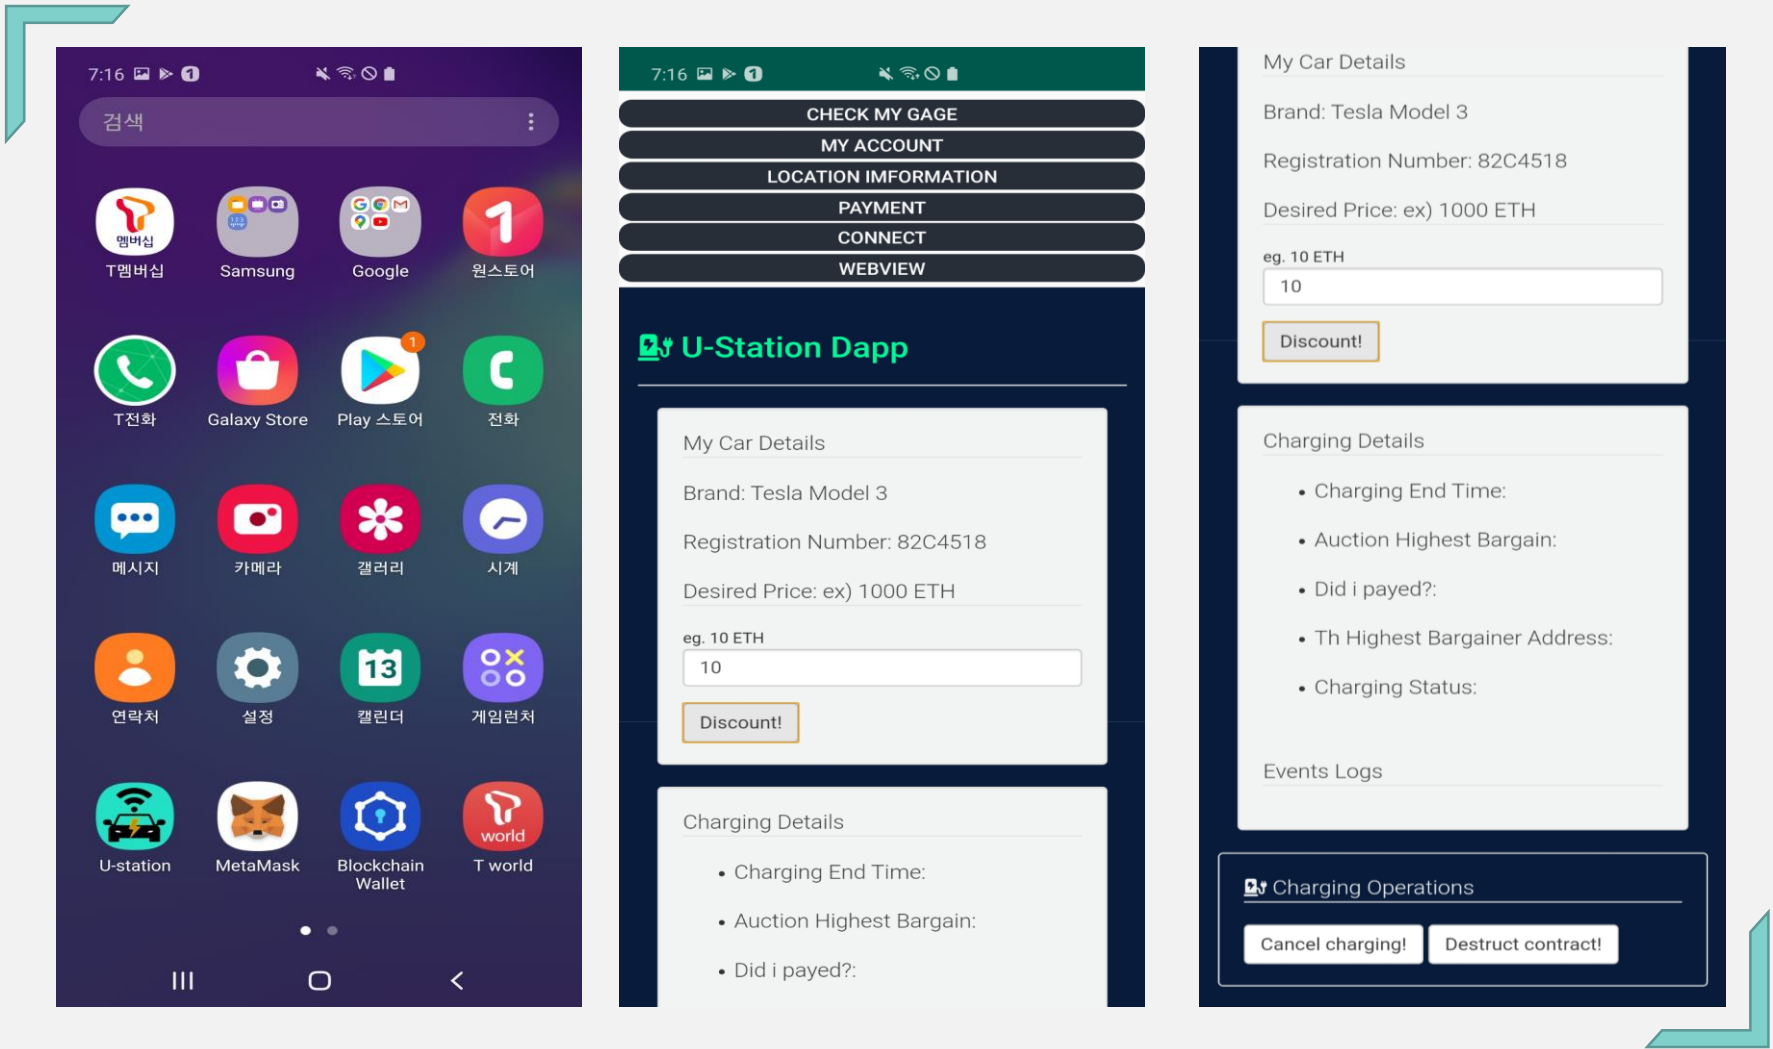 7:16
검색
멤버십
T멤버십
Samsung
Google
1
원스토어
1
T전화
Galaxy Store
Play 스토어
전화
메시지
카메라
갤러리
시계
13
연락처
설정
캘린더
게임런처
world
U-station
MetaMask
Blockchain
Wallet
T world
7:16
CHECK MY GAGE
MY ACCOUNT
LOCATION IMFORMATION
PAYMENT
CONNECT
WEBVIEW
U-Station Dapp
My Car Details
Brand: Tesla Model 3
Registration Number: 82C4518
Desired Price: ex) 1000 ETH
eg. 10 ETH
10
Discount!
Charging Details
• Charging End Time:
• Auction Highest Bargain:
• Did i payed?:
My Car Details
Brand: Tesla Model 3
Registration Number: 82C4518
Desired Price: ex) 1000 ETH
eg. 10 ETH
10
Discount!
Charging Details
• Charging End Time:
• Auction Highest Bargain:
• Did i payed?:
• Th Highest Bargainer Address:
• Charging Status:
Events Logs
Charging Operations
Cancel charging! Destruct contract!